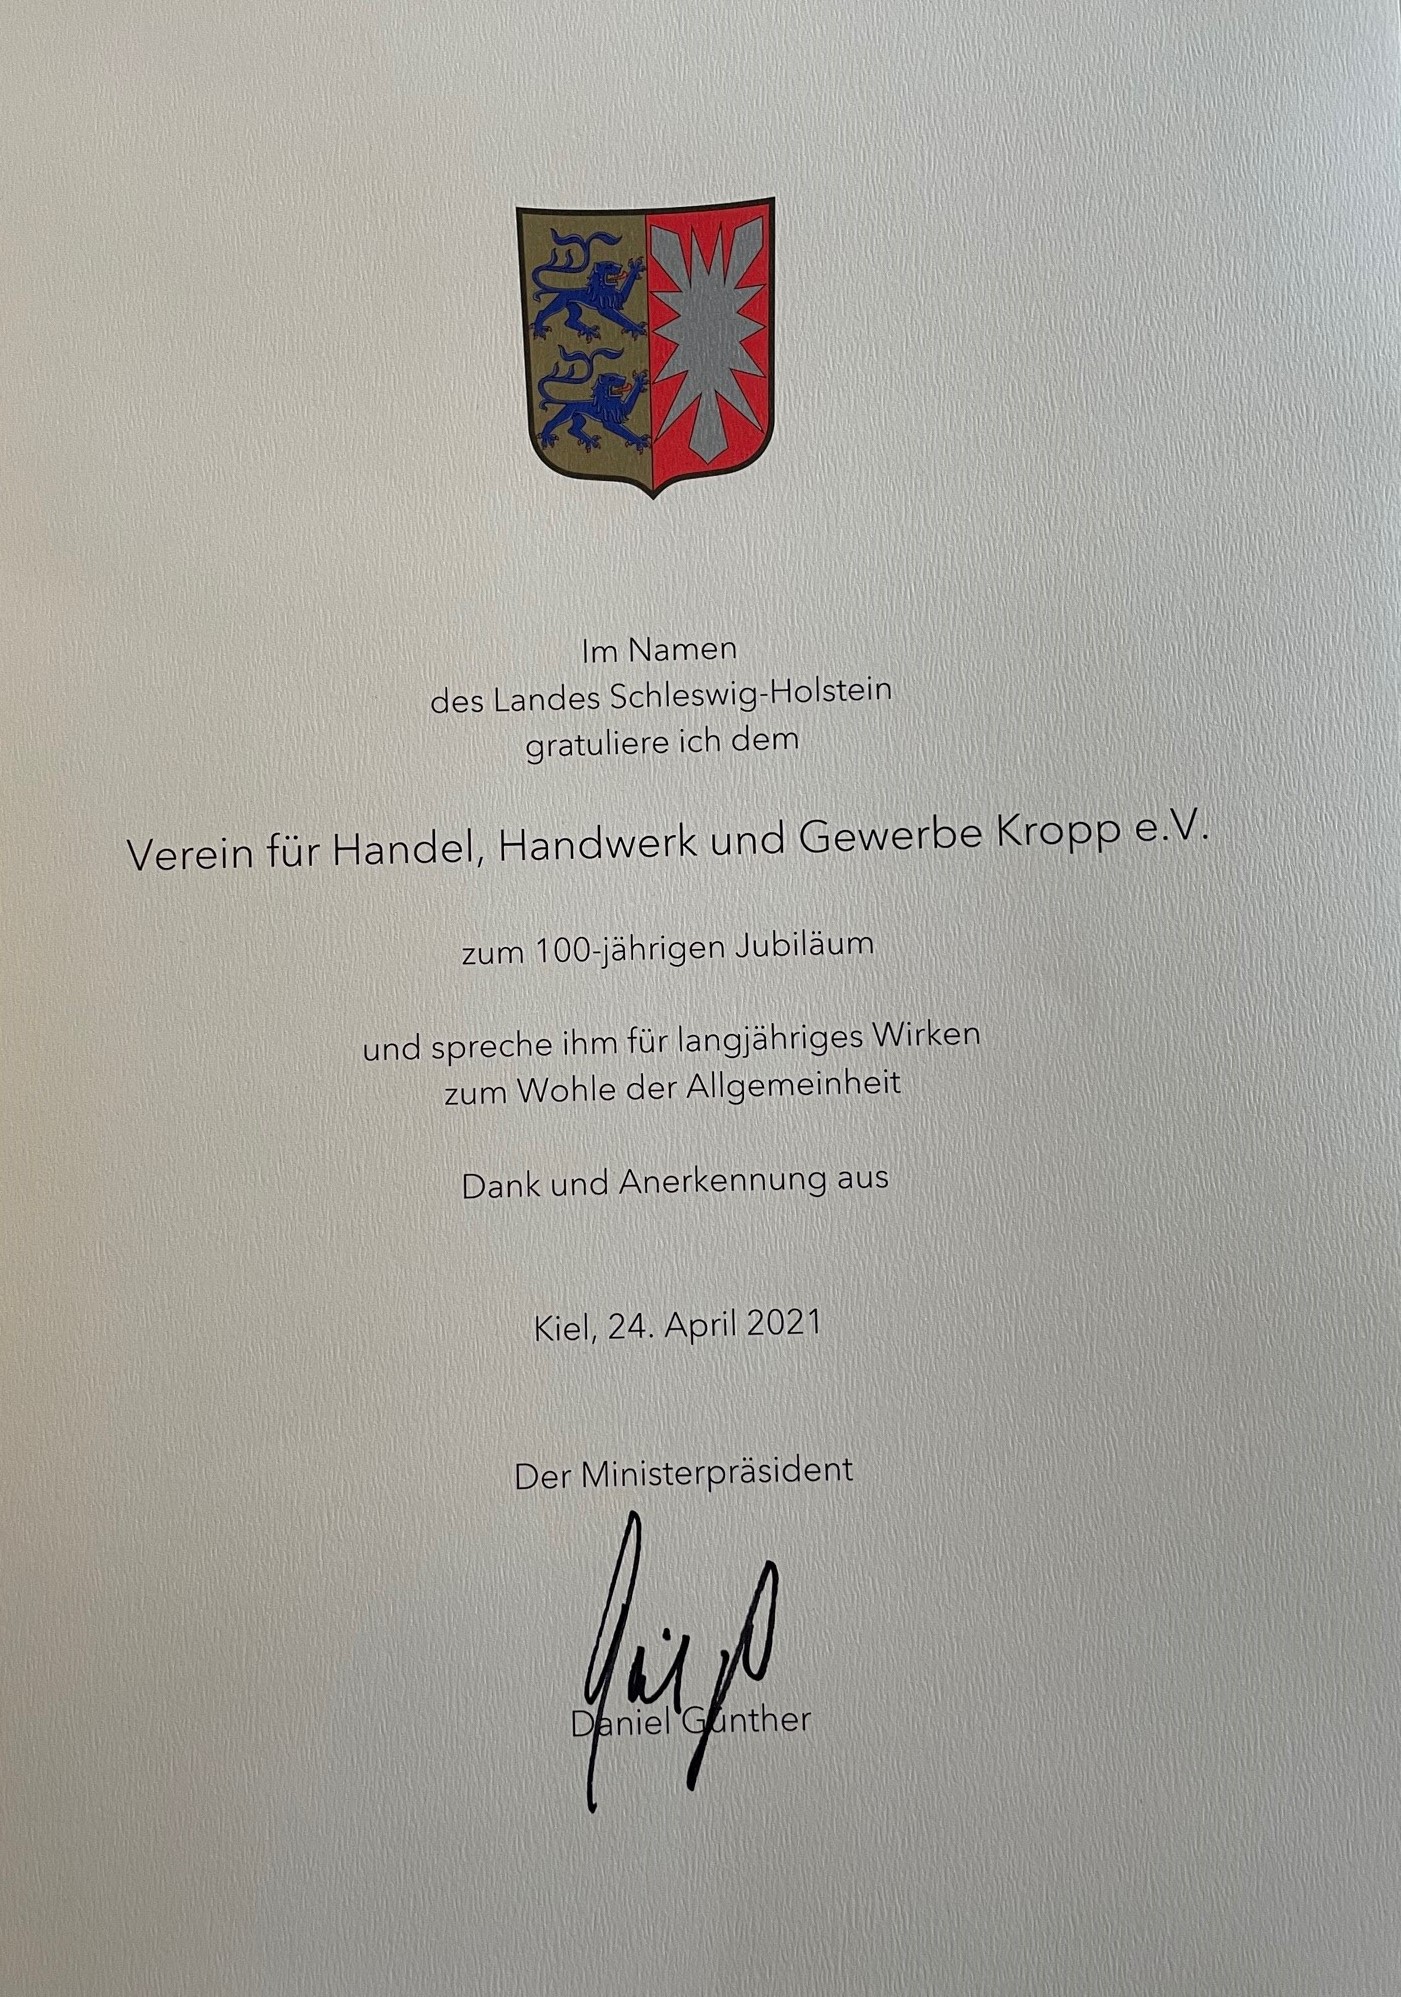 Im Namen
des Landes Schleswig-Holstein
gratuliere ich dem
Verein für Handel, Handwerk und Gewerbe Kropp e.V.
zum 100-jährigen Jubiläum
und spreche ihm für langjähriges Wirken
zum Wohle der Allgemeinheit
Dank und Anerkennung aus
Kiel, 24. April 2021
Der Ministerpräsident
Daniel Günther